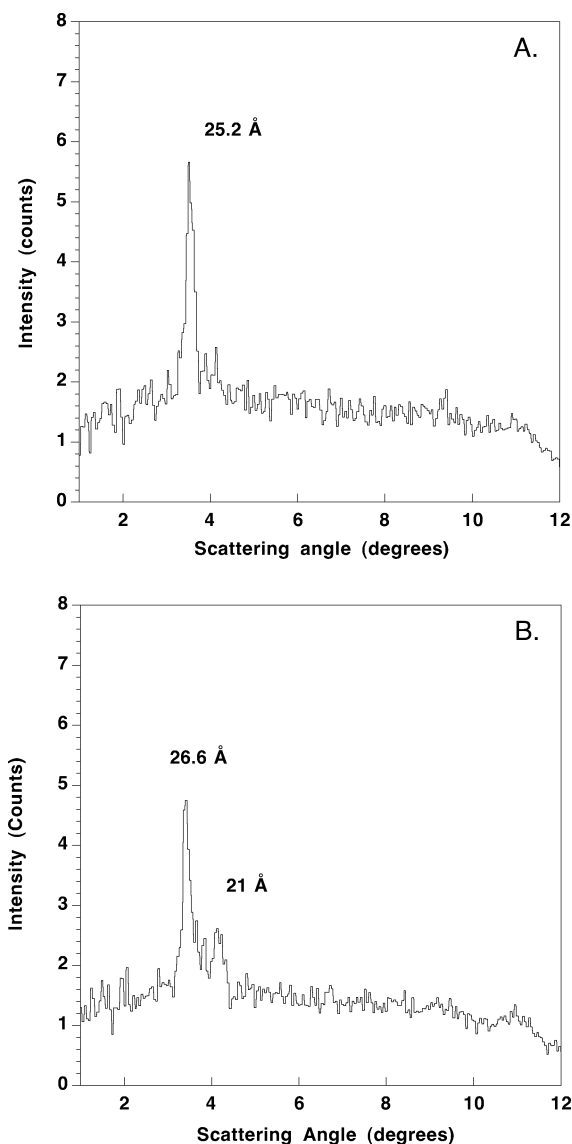 A.
8
7
6
25.2 Å
5
4
3
2
1
0
Intensity (counts)
2 4 6 8 10 12
Scattering angle (degrees)
B.
8
7
6
26.6 Å
5
4
21 Å
3
2
1
0
Intensity (Counts)
2 4 6 8 10 12
Scattering Angle (degrees)